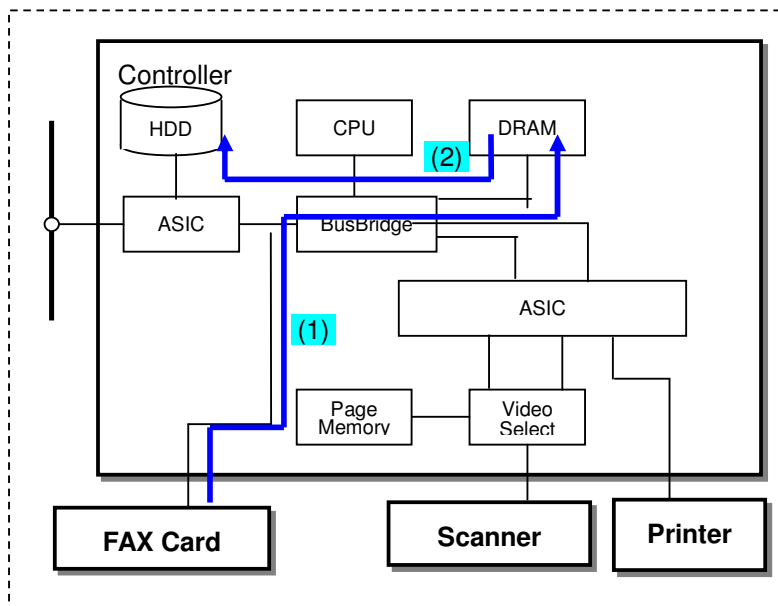 Controller
HDD
CPU
DRAM
(2)
ASIC
BusBridge
ASIC
(1)
Page
Memory
Video
Select
FAX Card
Scanner
Printer